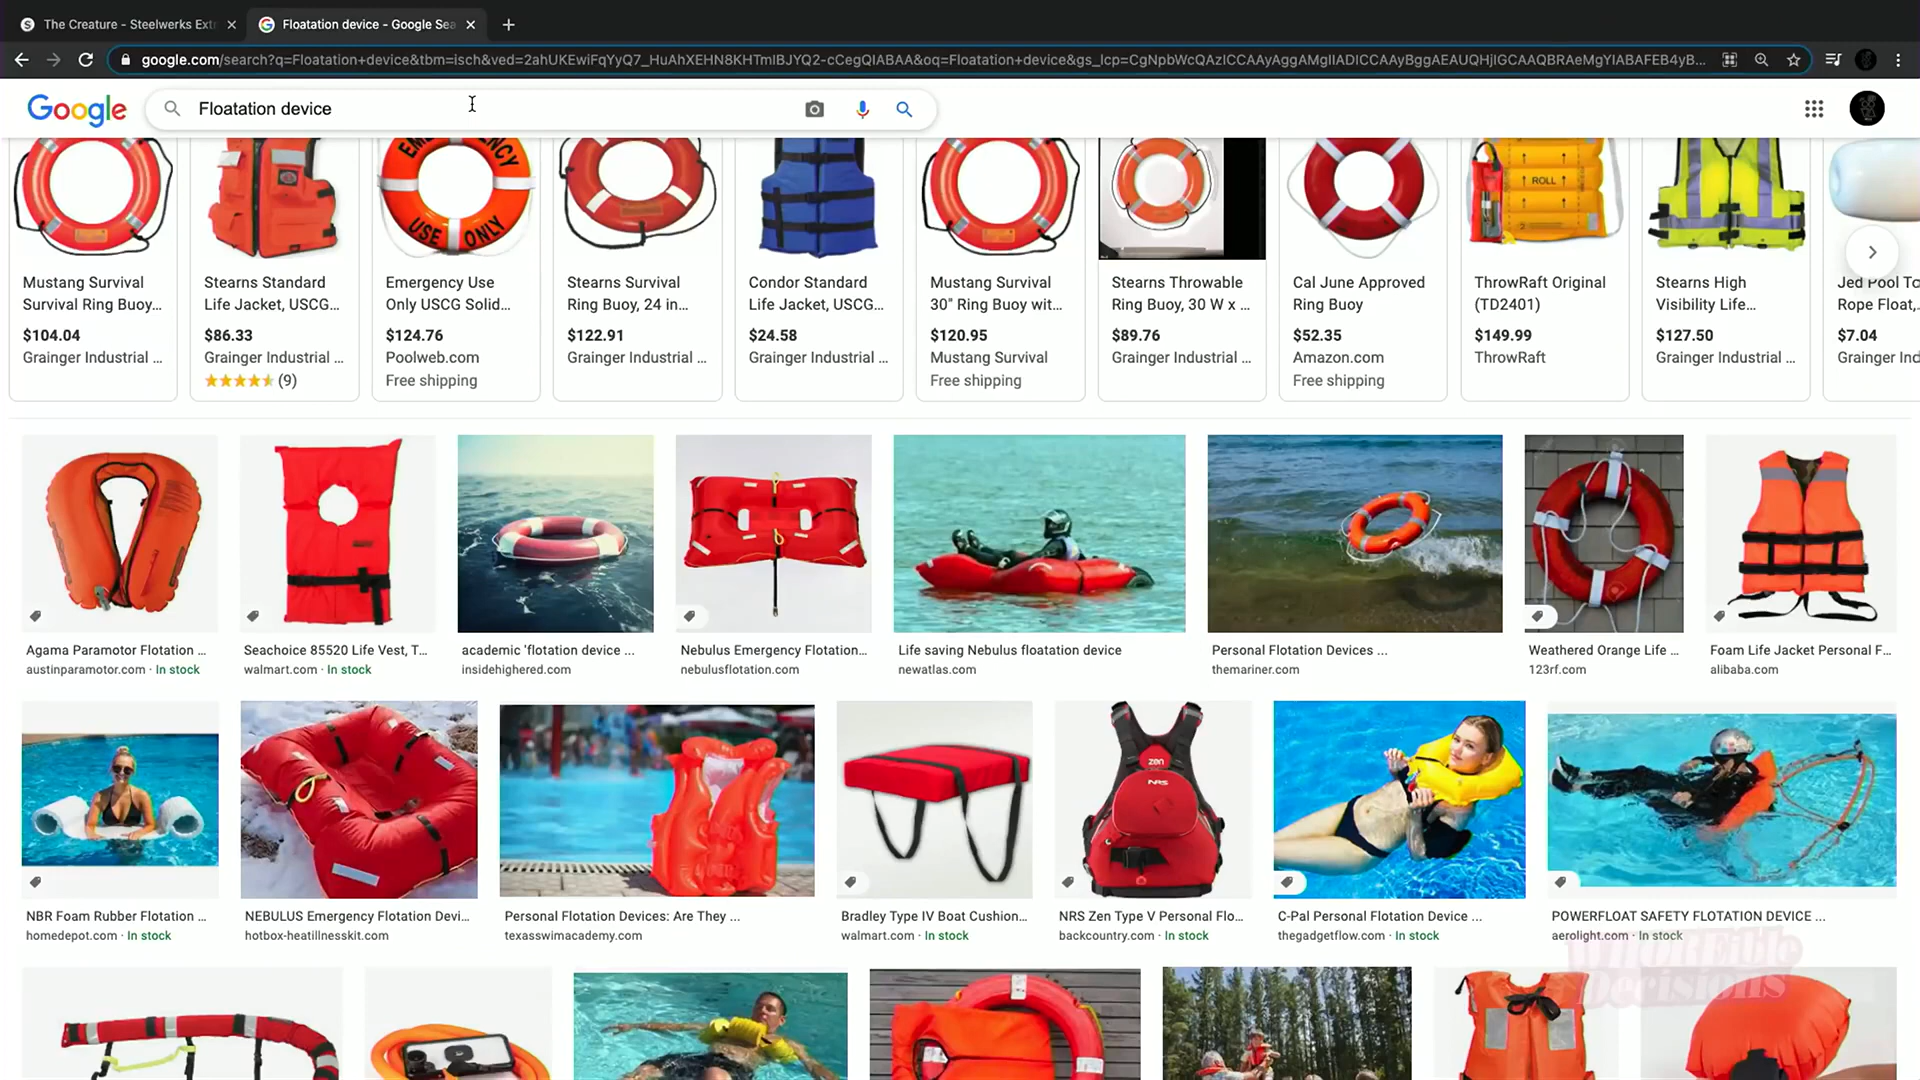 The Creature - Steelwerks Ext
Floatation device - Google Sea
google.com/search?q=Floatation+device&tbm=isch&ved=2ahUKEwiFqYyQ7_HuAhXEHN8KHTmIBJYQ2-cCegQIABAA&oq=Floatation+device&gs_lcp=CgNpbWcQAzICCAAyAggAMgIIADICCAAyBggAEAUQHjIGCAAQBRAeMgYIABAFEB4yB...
Google
Floatation device
EMERGENCY
USE ONLY
ROLL
Mustang Survival
Survival Ring Buoy...
$104.04
Grainger Industrial ...
Stearns Standard
Life Jacket, USCG...
$86.33
Grainger Industrial ...
(9)
Emergency Use
Only USCG Solid...
$124.76
Poolweb.com
Free shipping
Stearns Survival
Ring Buoy, 24 in...
$122.91
Grainger Industrial ...
Condor Standard
Life Jacket, USCG...
$24.58
Grainger Industrial ...
Mustang Survival
30" Ring Buoy wit...
$120.95
Mustang Survival
Free shipping
Stearns Throwable
Ring Buoy, 30 W x ...
$89.76
Grainger Industrial ...
Cal June Approved
Ring Buoy
$52.35
Amazon.com
Free shipping
ThrowRaft Original
(TD2401)
$149.99
ThrowRaft
Stearns High
Visibility Life...
$127.50
Grainger Industrial ...
Jed Pool To
Rope Float,
$7.04
Grainger Ind
Agama Paramotor Flotation ...
austinparamotor.com · In stock
Seachoice 85520 Life Vest, T...
walmart.com · In stock
academic 'flotation device ...
insidehighered.com
Nebulus Emergency Flotation...
nebulusflotation.com
Life saving Nebulus floatation device
newatlas.com
Personal Flotation Devices ...
themariner.com
Weathered Orange Life ...
123rf.com
Foam Life Jacket Personal F...
alibaba.com
zen
NRS
NBR Foam Rubber Flotation ...
homedepot.com · In stock
NEBULUS Emergency Flotation Devi...
hotbox-heatillnesskit.com
Personal Flotation Devices: Are They ...
texasswimacademy.com
Bradley Type IV Boat Cushion...
walmart.com · In stock
NRS Zen Type V Personal Flo...
backcountry.com · In stock
C-Pal Personal Flotation Device ...
thegadgetflow.com · In stock
POWERFLOAT SAFETY FLOTATION DEVICE ...
aerolight.com · In stock
WHOREible
Decisions